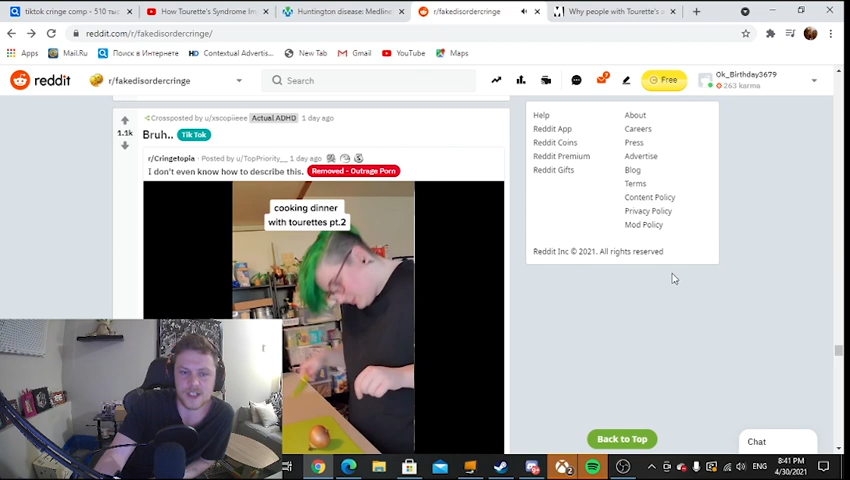 tiktok cringe comp - 510 тыс
How Tourette's Syndrome Im
Huntington disease: Medline
r/fakedisordercringe
Why people with Tourette's
reddit.com/r/fakedisordercringe/
Apps
Mail.Ru
Поиск в Интернете
Contextual Advertis...
New Tab
Gmail
YouTube
Maps
reddit
r/fakedisordercringe
Search
Free
Ok_Birthday3679
263 karma
Crossposted by u/xscopiieee Actual ADHD 1 day ago
1.1k
Bruh.. Tik Tok
r/Cringetopia · Posted by u/TopPriority__ 1 day ago
I don't even know how to describe this. Removed - Outrage Porn
cooking dinner
with tourettes pt.2
Help
Reddit App
Reddit Coins
Reddit Premium
Reddit Gifts
About
Careers
Press
Advertise
Blog
Terms
Content Policy
Privacy Policy
Mod Policy
Reddit Inc © 2021. All rights reserved
Back to Top
Chat
ENG
8:41 PM
4/30/2021